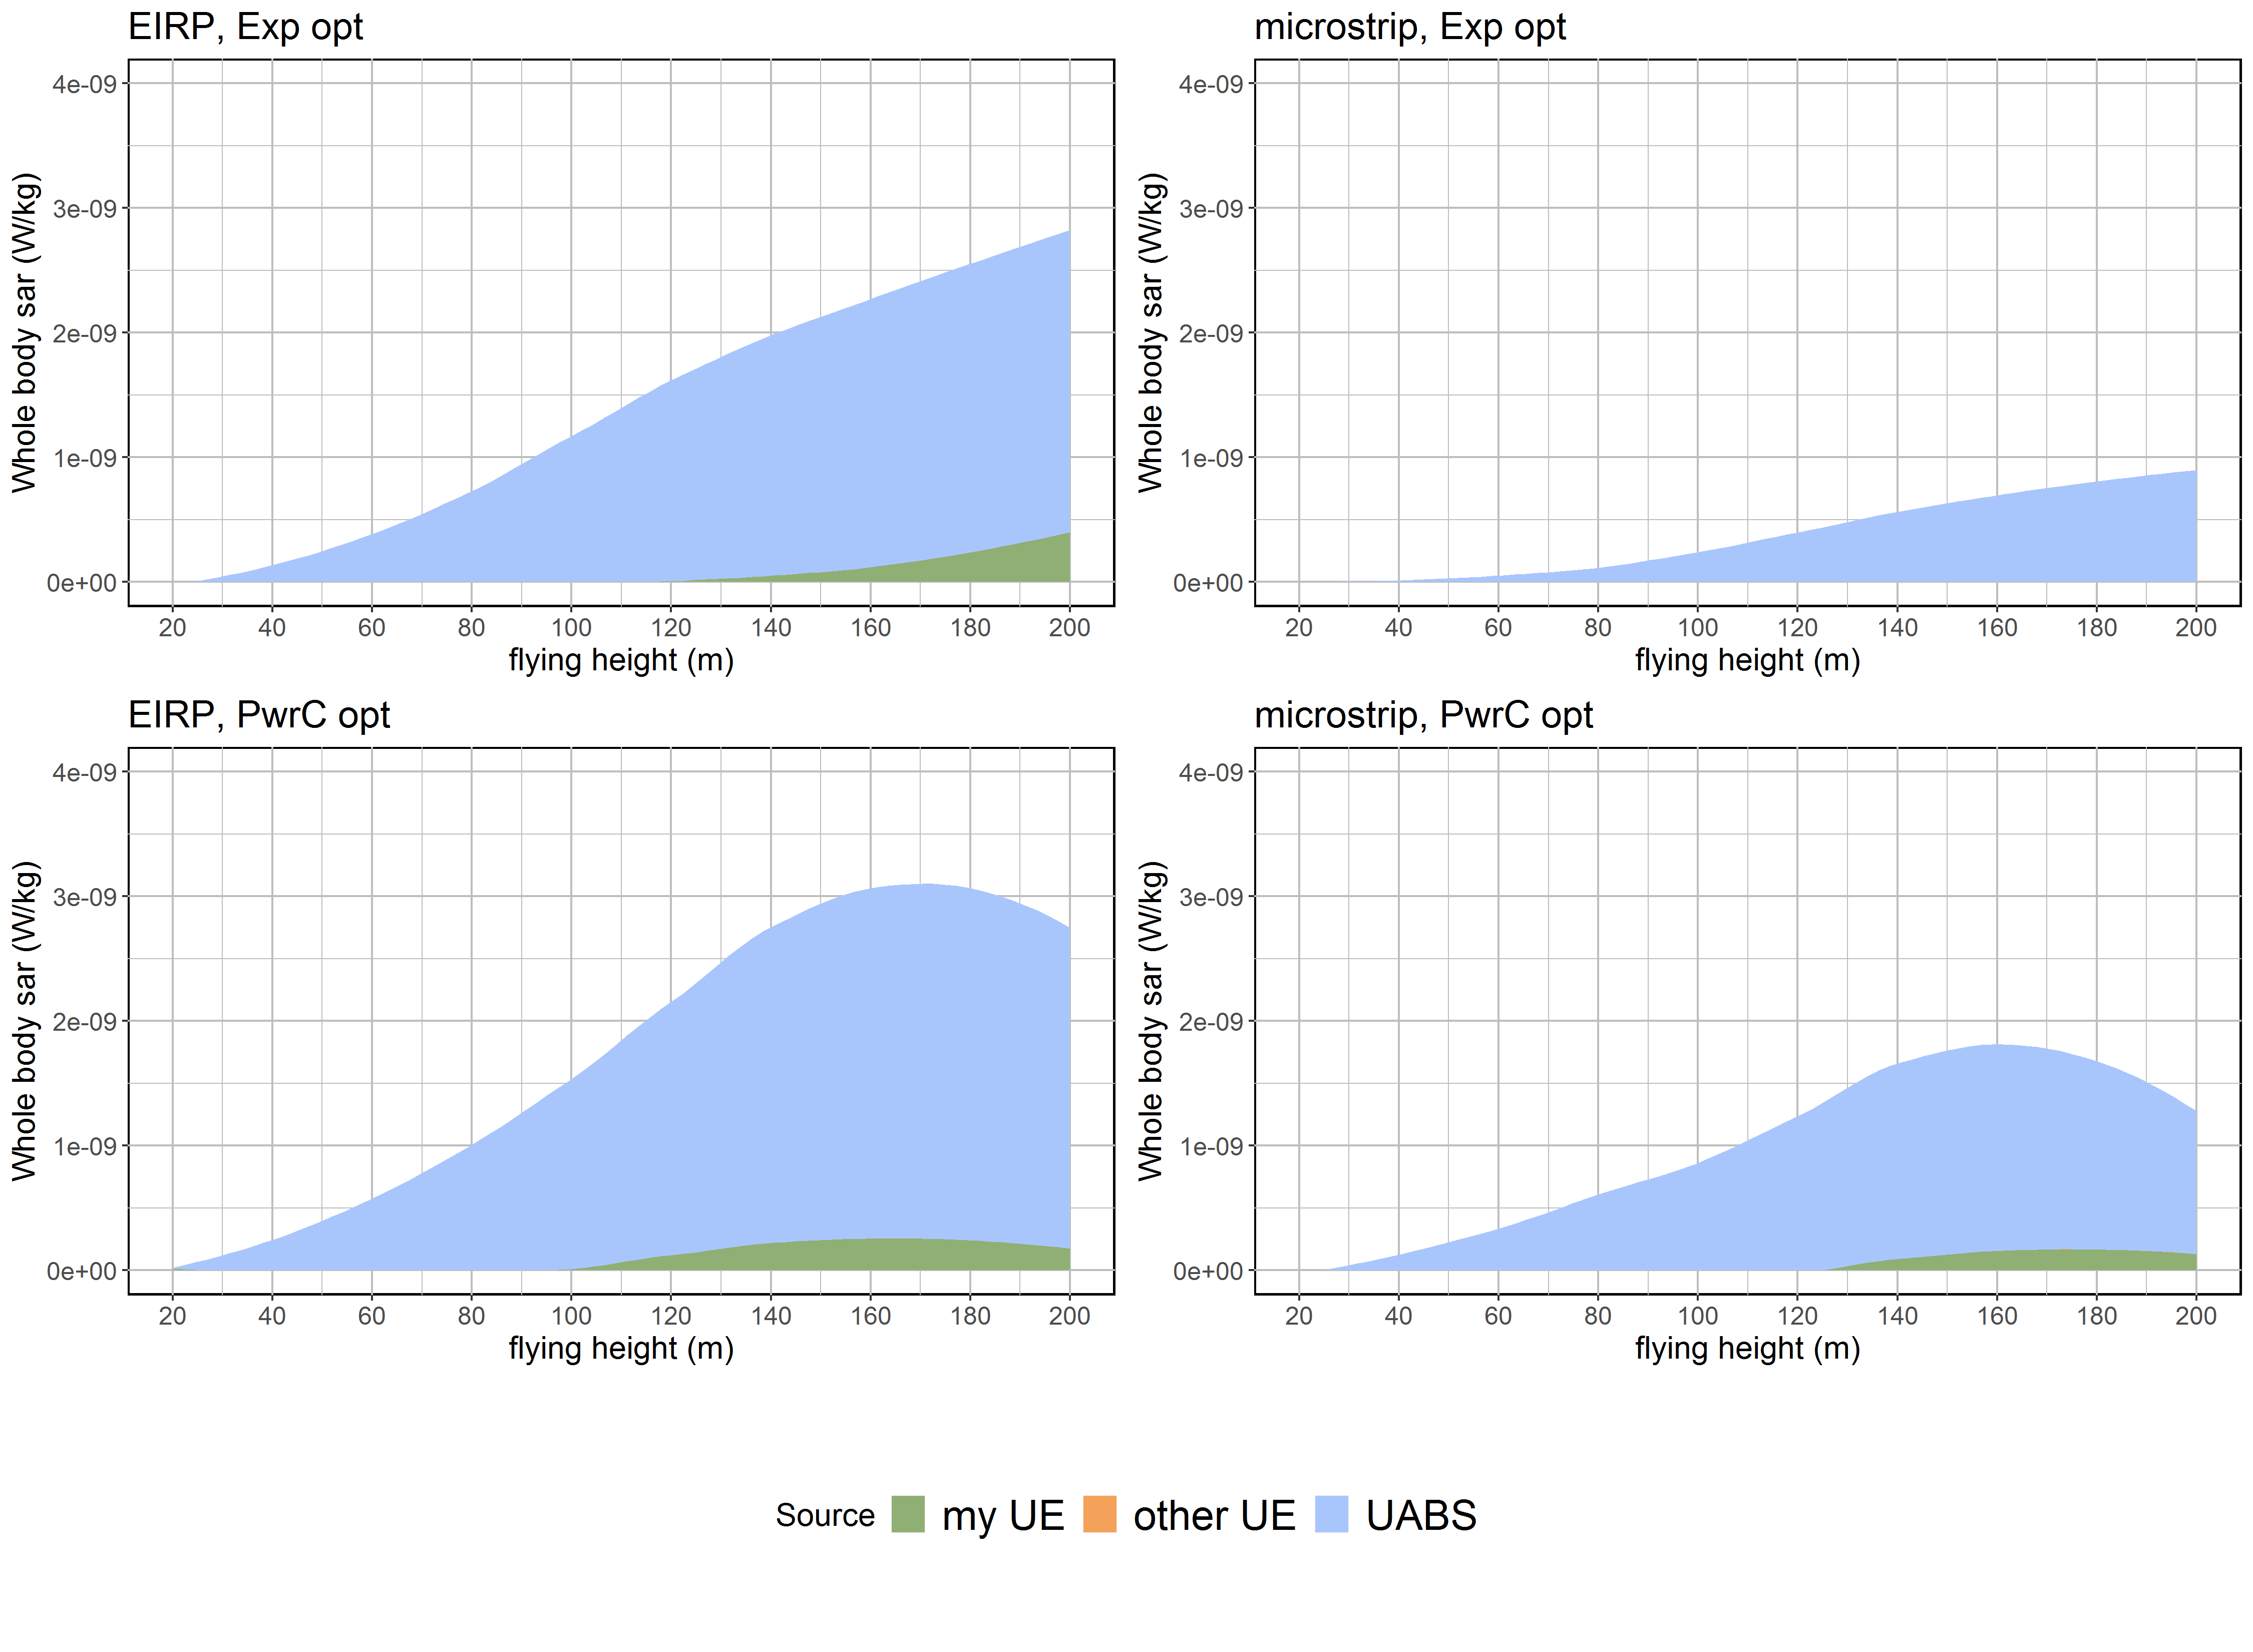 EIRP, Exp opt
4e-09
3e-09
2e-09
1e-09
0e+00
Whole body sar (W/kg)
20 40 60 80 100 120 140 160 180 200
flying height (m)
microstrip, Exp opt
4e-09
3e-09
2e-09
1e-09
0e+00
Whole body sar (W/kg)
20 40 60 80 100 120 140 160 180 200
flying height (m)
EIRP, PwrC opt
4e-09
3e-09
2e-09
1e-09
0e+00
Whole body sar (W/kg)
20 40 60 80 100 120 140 160 180 200
flying height (m)
microstrip, PwrC opt
4e-09
3e-09
2e-09
1e-09
0e+00
Whole body sar (W/kg)
20 40 60 80 100 120 140 160 180 200
flying height (m)
Source my UE other UE UABS